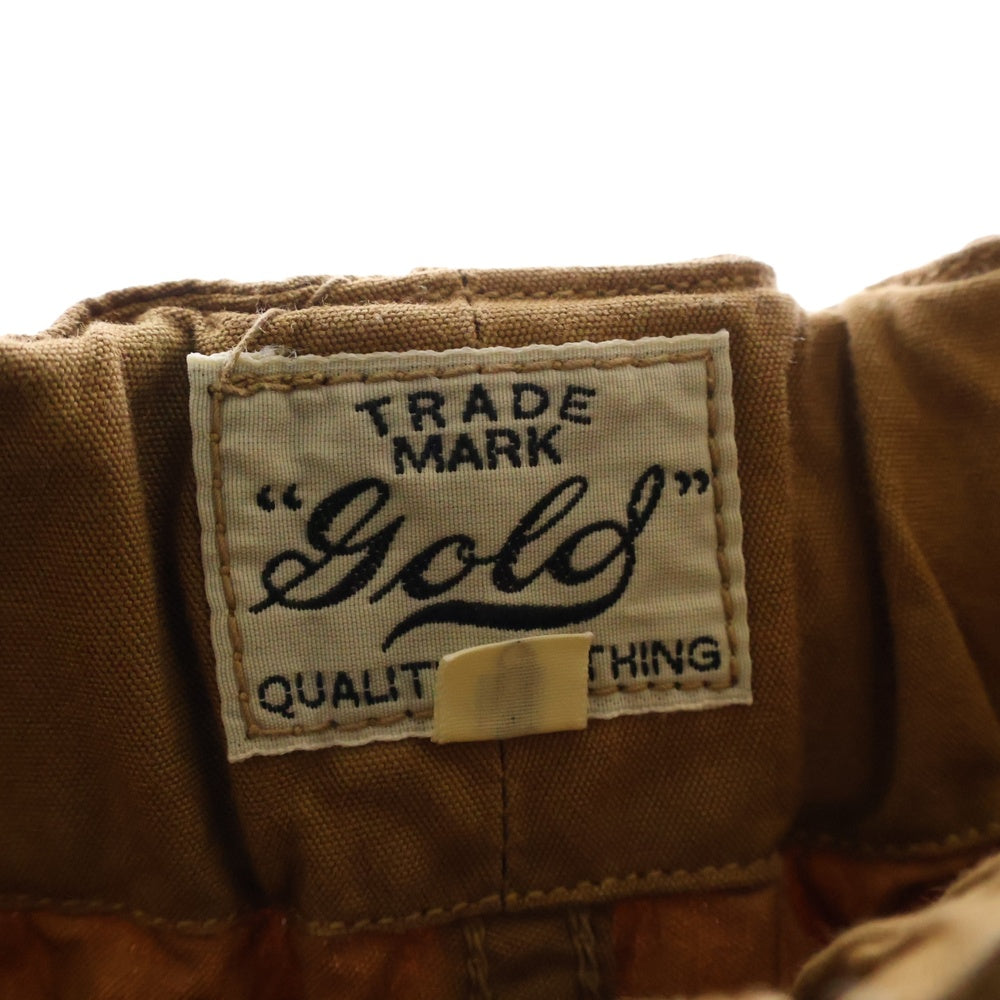 TRADE
MARK
"Gold"
QUALIT THING